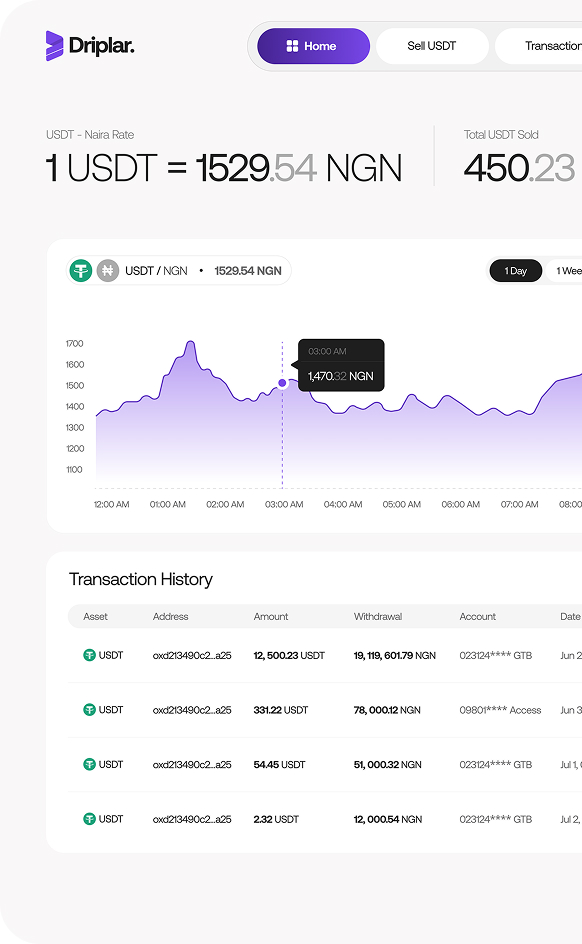 Driplar.
Home
Sell USDT
Transaction
USDT - Naira Rate
1 USDT = 1529.54 NGN
Total USDT Sold
450.23
USDT / NGN • 1529.54 NGN
1 Day
1 Wee
1700
1600
1500
1400
1300
1200
1100
03:00 AM
1,470.32 NGN
12:00 AM 01:00 AM 02:00 AM 03:00 AM 04:00 AM 05:00 AM 06:00 AM 07:00 AM 08:00
Transaction History
Asset Address Amount Withdrawal Account Date
USDT oxd213490c2...a25 12, 500.23 USDT 19, 119, 601.79 NGN 023124**** GTB Jun 2
USDT oxd213490c2...a25 331.22 USDT 78, 000.12 NGN 09801**** Access Jun 3
USDT oxd213490c2...a25 54.45 USDT 51, 000.32 NGN 023124**** GTB Jul 1,
USDT oxd213490c2...a25 2.32 USDT 12, 000.54 NGN 023124**** GTB Jul 2,